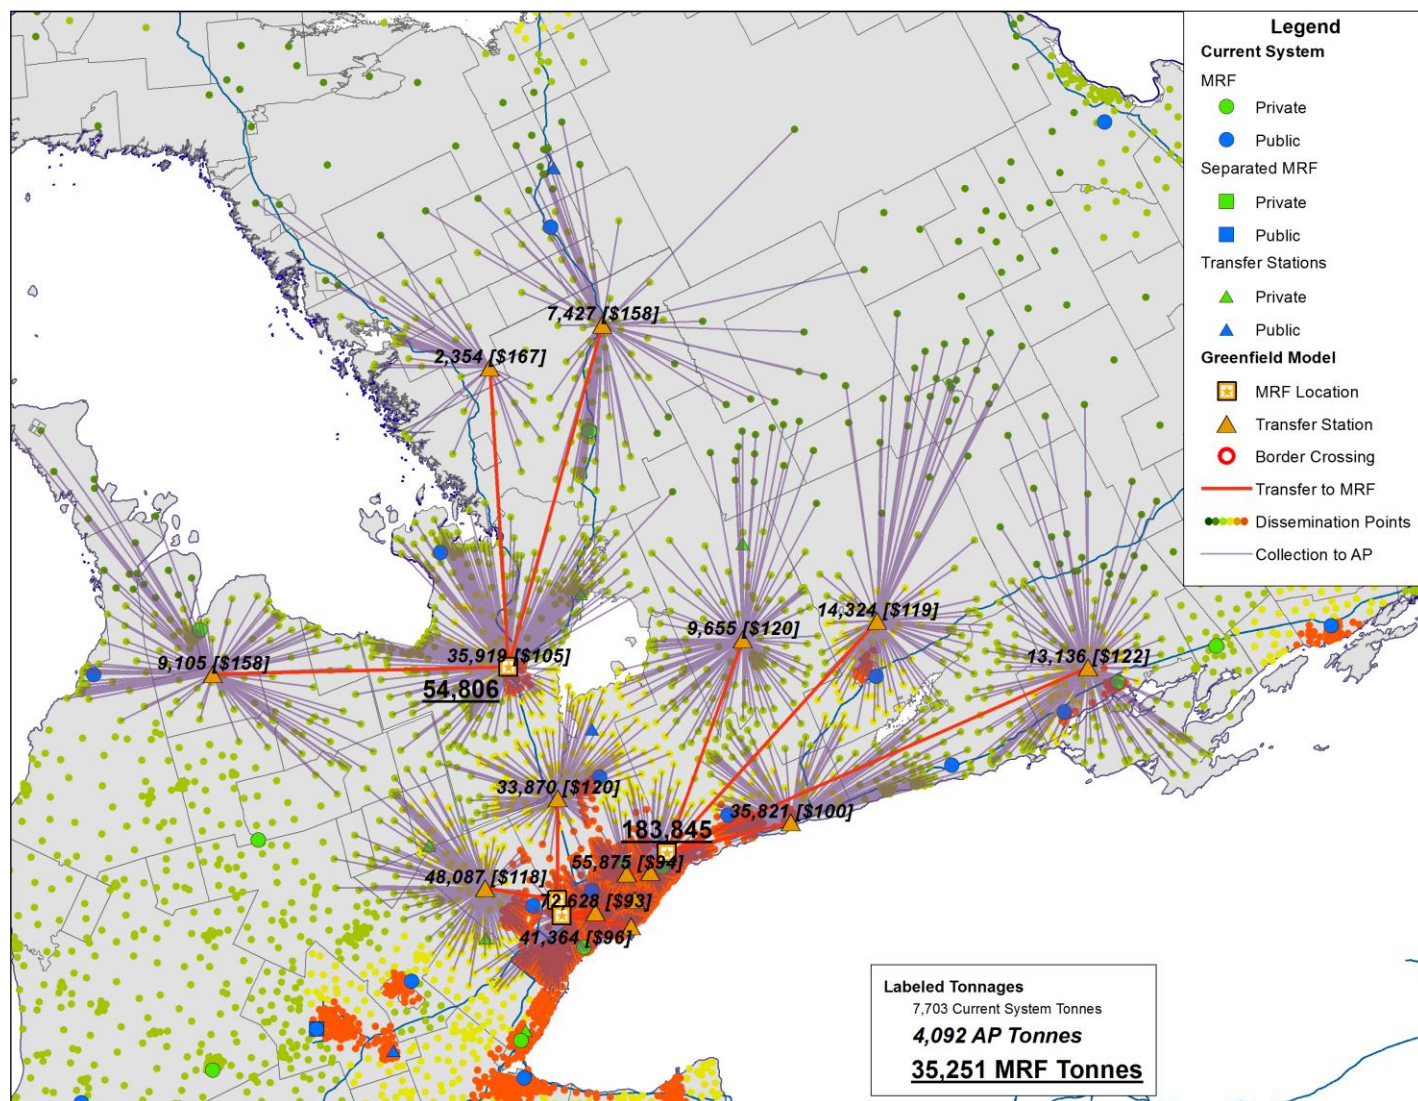 Legend
Current System
MRF
Private
Public
Separated MRF
Private
Public
Transfer Stations
Private
Public
Greenfield Model
MRF Location
Transfer Station
Border Crossing
Transfer to MRF
Dissemination Points
Collection to AP
7,427 [$158]
2,354 [$167]
14,324 [$119]
9,655 [$120]
35,919 [$105]
9,105 [$158]
13,136 [$122]
54,806
33,870 [$120]
35,821 [$100]
183,845
55,875 [$94]
48,087 [$118]
72,628 [$93]
41,364 [$96]
Labeled Tonnages
7,703 Current System Tonnes
4,092 AP Tonnes
35,251 MRF Tonnes